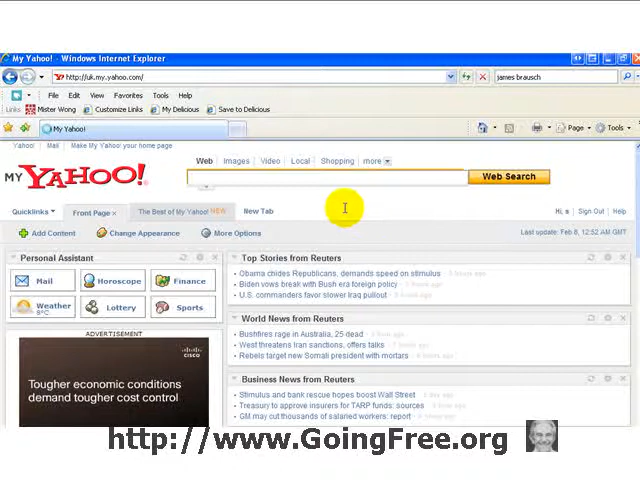 My Yahoo! - Windows Internet Explorer
http://uk.my.yahoo.com/
james brausch
File Edit View Favorites Tools Help
Links Mister Wong Customize Links My Delicious Save to Delicious
My Yahoo!
Page Tools
Yahoo! Mail Make My Yahoo! your home page
MY YAHOO!
Web Images Video Local Shopping more
Web Search
Quicklinks Front Page The Best of My Yahoo! NEW New Tab
Hi, s Sign Out Help
Add Content Change Appearance More Options
Last update: Feb 8, 12:52 AM GMT
Personal Assistant
Mail Horoscope Finance
Weather 9°C Lottery Sports
ADVERTISEMENT
CISCO
Tougher economic conditions
demand tougher cost control
Top Stories from Reuters
Obama chides Republicans, demands speed on stimulus
Biden vows break with Bush era foreign policy
U.S. commanders favor slower Iraq pullout
World News from Reuters
Bushfires rage in Australia, 25 dead
West threatens Iran sanctions, offers talks
Rebels target new Somali president with mortars
Business News from Reuters
Stimulus and bank rescue hopes boost Wall Street
Treasury to approve insurers for TARP funds: sources
GM may cut thousands of salaried workers: report
http://www.GoingFree.org